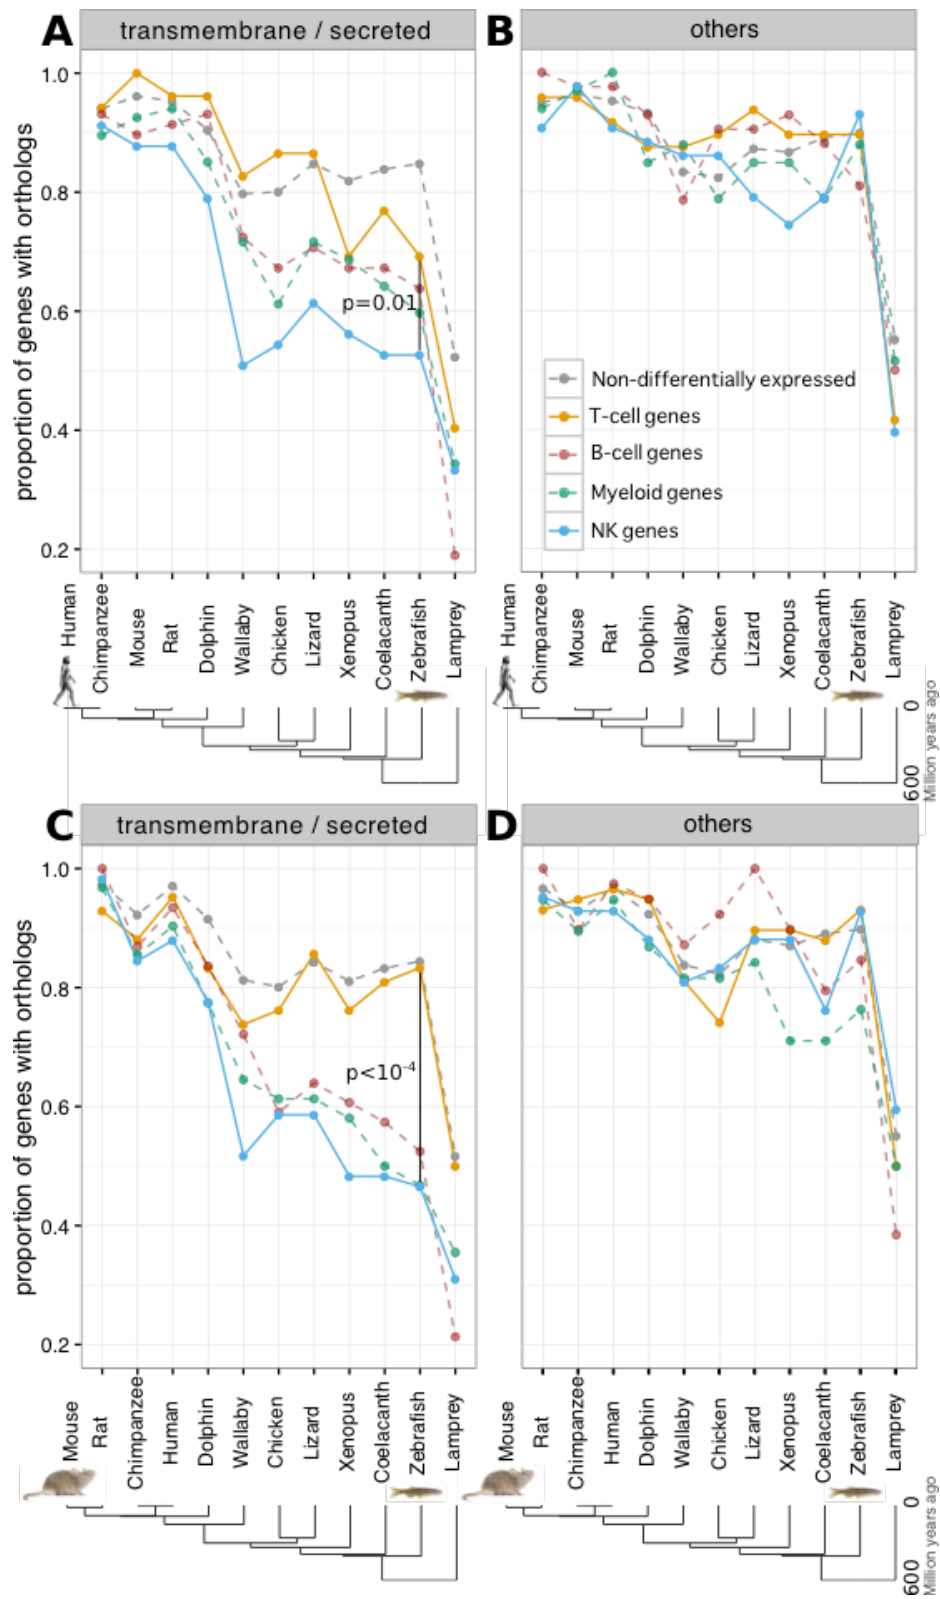 A transmembrane / secreted
B others
proportion of genes with orthologs
1.0
0.8
0.6
0.4
0.2
p=0.01
Non-differentially expressed
T-cell genes
B-cell genes
Myeloid genes
NK genes
Human
Chimpanzee
Mouse
Rat
Dolphin
Wallaby
Chicken
Lizard
Xenopus
Coelacanth
Zebrafish
Lamprey
Human
Chimpanzee
Mouse
Rat
Dolphin
Wallaby
Chicken
Lizard
Xenopus
Coelacanth
Zebrafish
Lamprey
0
600
Million years ago
C transmembrane / secreted
D others
proportion of genes with orthologs
1.0
0.8
0.6
0.4
0.2
p<10⁻⁴
Mouse
Rat
Chimpanzee
Human
Dolphin
Wallaby
Chicken
Lizard
Xenopus
Coelacanth
Zebrafish
Lamprey
Mouse
Rat
Chimpanzee
Human
Dolphin
Wallaby
Chicken
Lizard
Xenopus
Coelacanth
Zebrafish
Lamprey
0
600
Million years ago